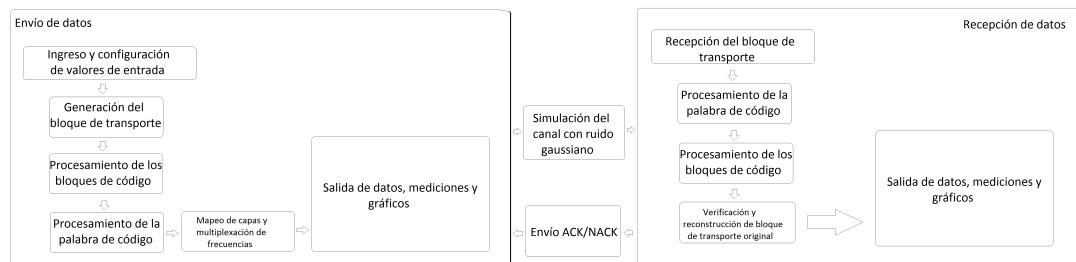 Envío de datos
Ingreso y configuración
de valores de entrada
Generación del
bloque de transporte
Procesamiento de los
bloques de código
Procesamiento de la
palabra de código
Mapeo de capas y
multiplexación de
frecuencias
Salida de datos, mediciones y
gráficos
Simulación del
canal con ruido
gaussiano
Envío ACK/NACK
Recepción de datos
Recepción del bloque de
transporte
Procesamiento de la
palabra de código
Procesamiento de los
bloques de código
Verificación y
reconstrucción de bloque
de transporte original
Salida de datos, mediciones y
gráficos